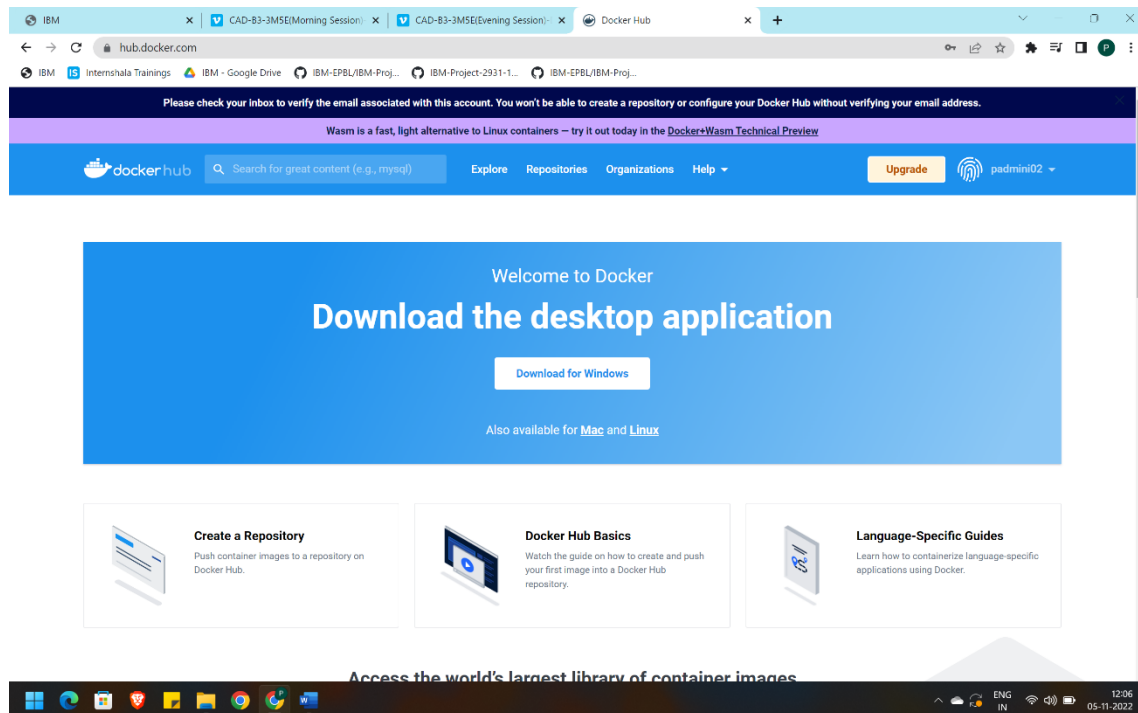 IBM
CAD-B3-3M5E(Morning Session)-
CAD-B3-3M5E(Evening Session)-
Docker Hub
hub.docker.com
P
IBM
IS Internshala Trainings
IBM - Google Drive
IBM-EPBL/IBM-Proj...
IBM-Project-2931-1...
IBM-EPBL/IBM-Proj...
Please check your inbox to verify the email associated with this account. You won't be able to create a repository or configure your Docker Hub without verifying your email address.
Wasm is a fast, light alternative to Linux containers — try it out today in the Docker+Wasm Technical Preview
dockerhub
Search for great content (e.g., mysql)
Explore
Repositories
Organizations
Help
Upgrade
padmini02
Welcome to Docker
Download the desktop application
Download for Windows
Also available for Mac and Linux
Create a Repository
Push container images to a repository on
Docker Hub.
Docker Hub Basics
Watch the guide on how to create and push
your first image into a Docker Hub
repository.
Language-Specific Guides
Learn how to containerize language-specific
applications using Docker.
Access the world's largest library of container images
ENG
IN
12:06
05-11-2022